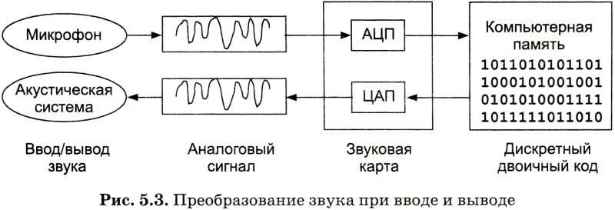 Микрофон
АЦП
Компьютерная
память
1011010101101
1000101001001
0101010001111
1011111011010
Акустическая
система
ЦАП
Ввод/вывод
звука
Аналоговый
сигнал
Звуковая
карта
Дискретный
двоичный код
Рис. 5.3. Преобразование звука при вводе и выводе